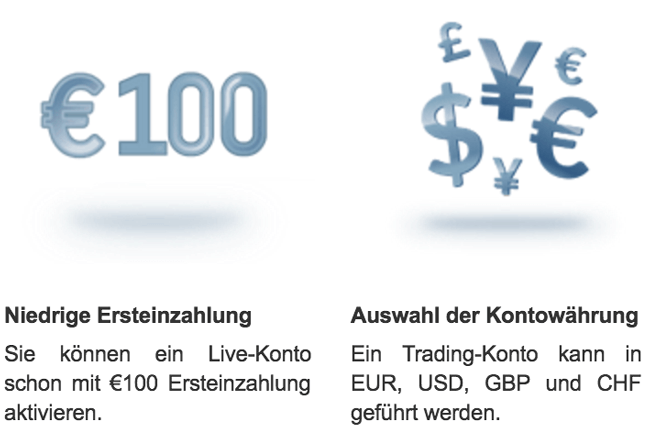 €100
£ ¥ €
$ €
¥
Niedrige Ersteinzahlung
Sie können ein Live-Konto
schon mit €100 Ersteinzahlung
aktivieren.
Auswahl der Kontowährung
Ein Trading-Konto kann in
EUR, USD, GBP und CHF
geführt werden.